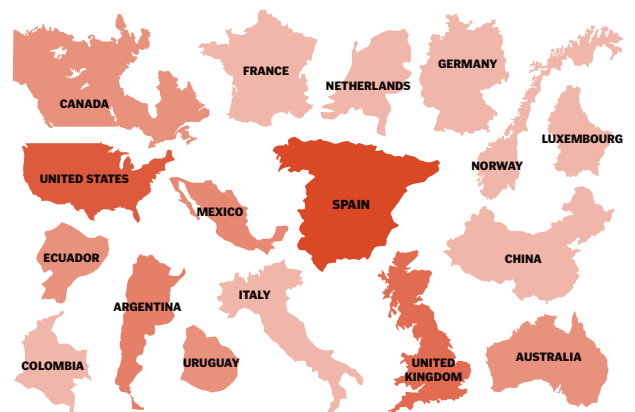 CANADA
FRANCE
NETHERLANDS
GERMANY
LUXEMBOURG
NORWAY
UNITED STATES
MEXICO
SPAIN
ECUADOR
CHINA
ARGENTINA
ITALY
COLOMBIA
URUGUAY
UNITED
KINGDOM
AUSTRALIA